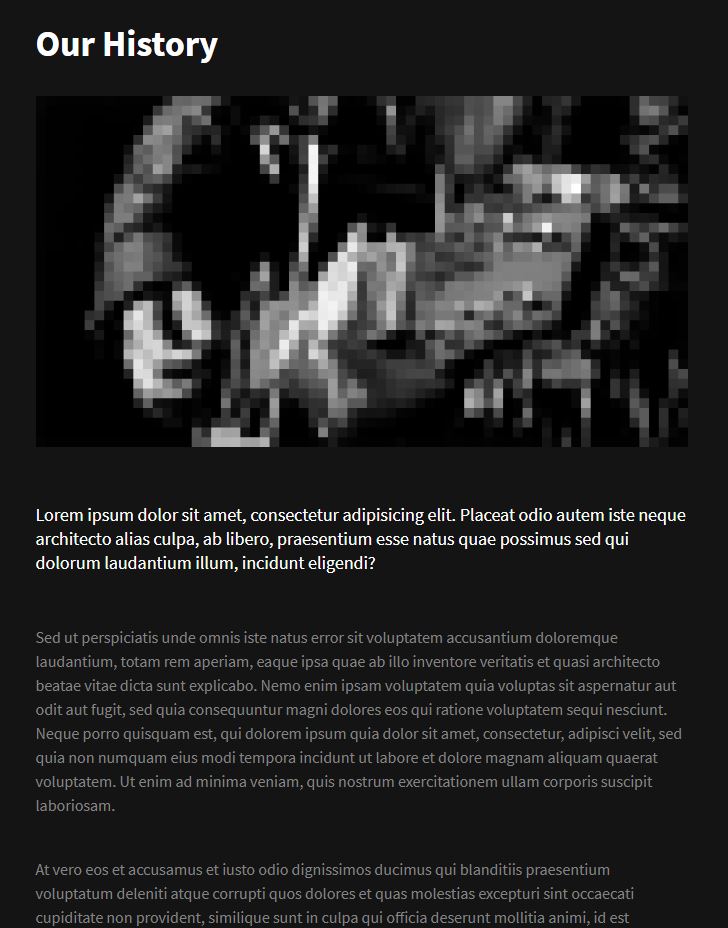 Our History
Lorem ipsum dolor sit amet, consectetur adipisicing elit. Placeat odio autem iste neque
architecto alias culpa, ab libero, praesentium esse natus quae possimus sed qui
dolorum laudantium illum, incidunt eligendi?
Sed ut perspiciatis unde omnis iste natus error sit voluptatem accusantium doloremque
laudantium, totam rem aperiam, eaque ipsa quae ab illo inventore veritatis et quasi architecto
beatae vitae dicta sunt explicabo. Nemo enim ipsam voluptatem quia voluptas sit aspernatur aut
odit aut fugit, sed quia consequuntur magni dolores eos qui ratione voluptatem sequi nesciunt.
Neque porro quisquam est, qui dolorem ipsum quia dolor sit amet, consectetur, adipisci velit, sed
quia non numquam eius modi tempora incidunt ut labore et dolore magnam aliquam quaerat
voluptatem. Ut enim ad minima veniam, quis nostrum exercitationem ullam corporis suscipit
laboriosam.
At vero eos et accusamus et iusto odio dignissimos ducimus qui blanditiis praesentium
voluptatum deleniti atque corrupti quos dolores et quas molestias excepturi sint occaecati
cupiditate non provident, similique sunt in culpa qui officia deserunt mollitia animi, id est